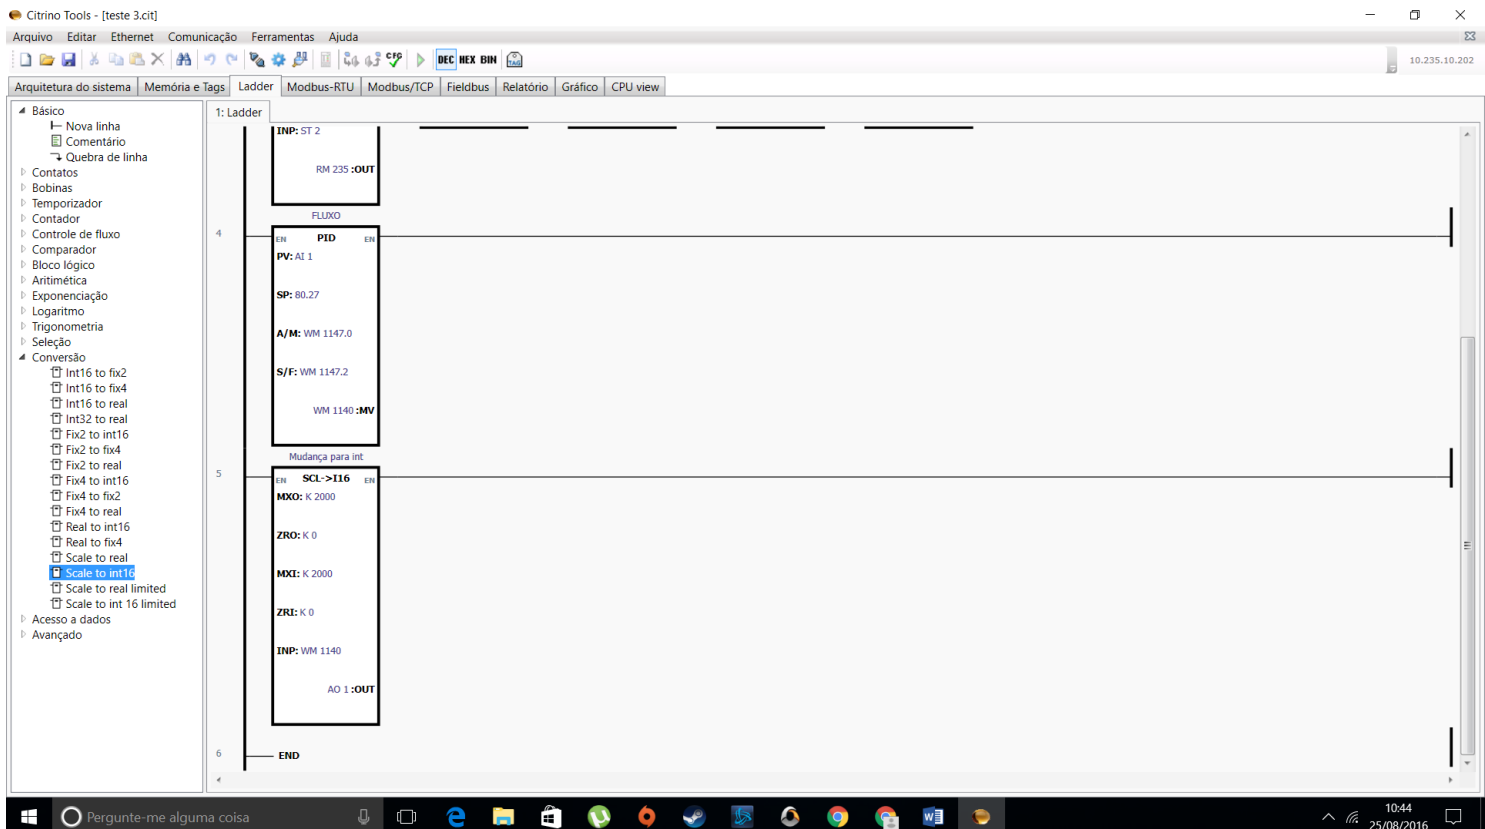 Citrino Tools - [teste 3.cit]
Arquivo Editar Ethernet Comunicação Ferramentas Ajuda
CFG DEC HEX BIN TAG 10.235.10.202
Arquitetura do sistema Memória e Tags Ladder Modbus-RTU Modbus/TCP Fieldbus Relatório Gráfico CPU view
Básico
Nova linha
Comentário
Quebra de linha
Contatos
Bobinas
Temporizador
Contador
Controle de fluxo
Comparador
Bloco lógico
Aritimética
Exponenciação
Logaritmo
Trigonometria
Seleção
Conversão
Int16 to fix2
Int16 to fix4
Int16 to real
Int32 to real
Fix2 to int16
Fix2 to fix4
Fix2 to real
Fix4 to int16
Fix4 to fix2
Fix4 to real
Real to int16
Real to fix4
Scale to real
Scale to int16
Scale to real limited
Scale to int 16 limited
Acesso a dados
Avançado
1: Ladder
INP: ST 2
RM 235 :OUT
FLUXO
4
EN PID EN
PV: AI 1
SP: 80.27
A/M: WM 1147.0
S/F: WM 1147.2
WM 1140 :MV
Mudança para int
5
EN SCL->I16 EN
MXO: K 2000
ZRO: K 0
MXI: K 2000
ZRI: K 0
INP: WM 1140
AO 1 :OUT
6
END
Pergunte-me alguma coisa
10:44
25/08/2016